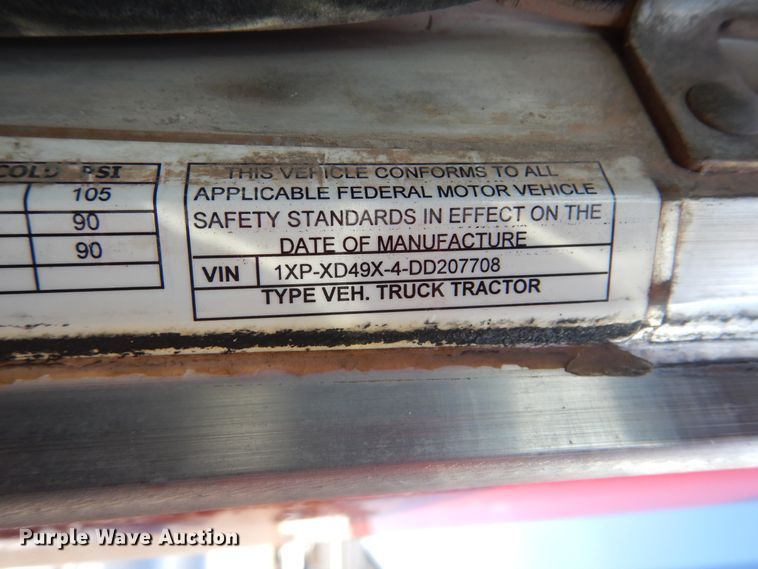 COLD PSI
105
90
90
THIS VEHICLE CONFORMS TO ALL
APPLICABLE FEDERAL MOTOR VEHICLE
SAFETY STANDARDS IN EFFECT ON THE
DATE OF MANUFACTURE
VIN 1XP-XD49X-4-DD207708
TYPE VEH. TRUCK TRACTOR
Purple Wave Auction